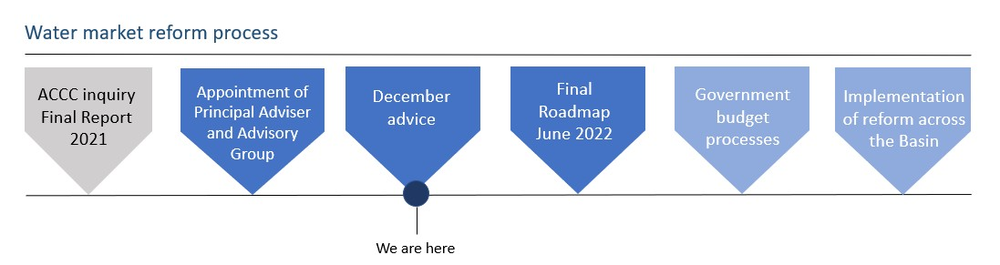 Water market reform process
ACCC inquiry
Final Report
2021
Appointment of
Principal Adviser
and Advisory
Group
December
advice
Final
Roadmap
June 2022
Government
budget
processes
Implementation
of reform across
the Basin
We are here